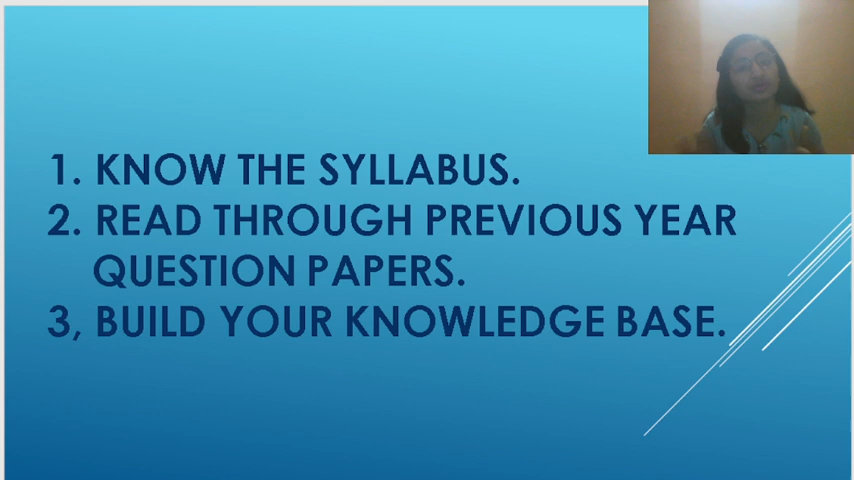 1. KNOW THE SYLLABUS.
2. READ THROUGH PREVIOUS YEAR
QUESTION PAPERS.
3, BUILD YOUR KNOWLEDGE BASE.